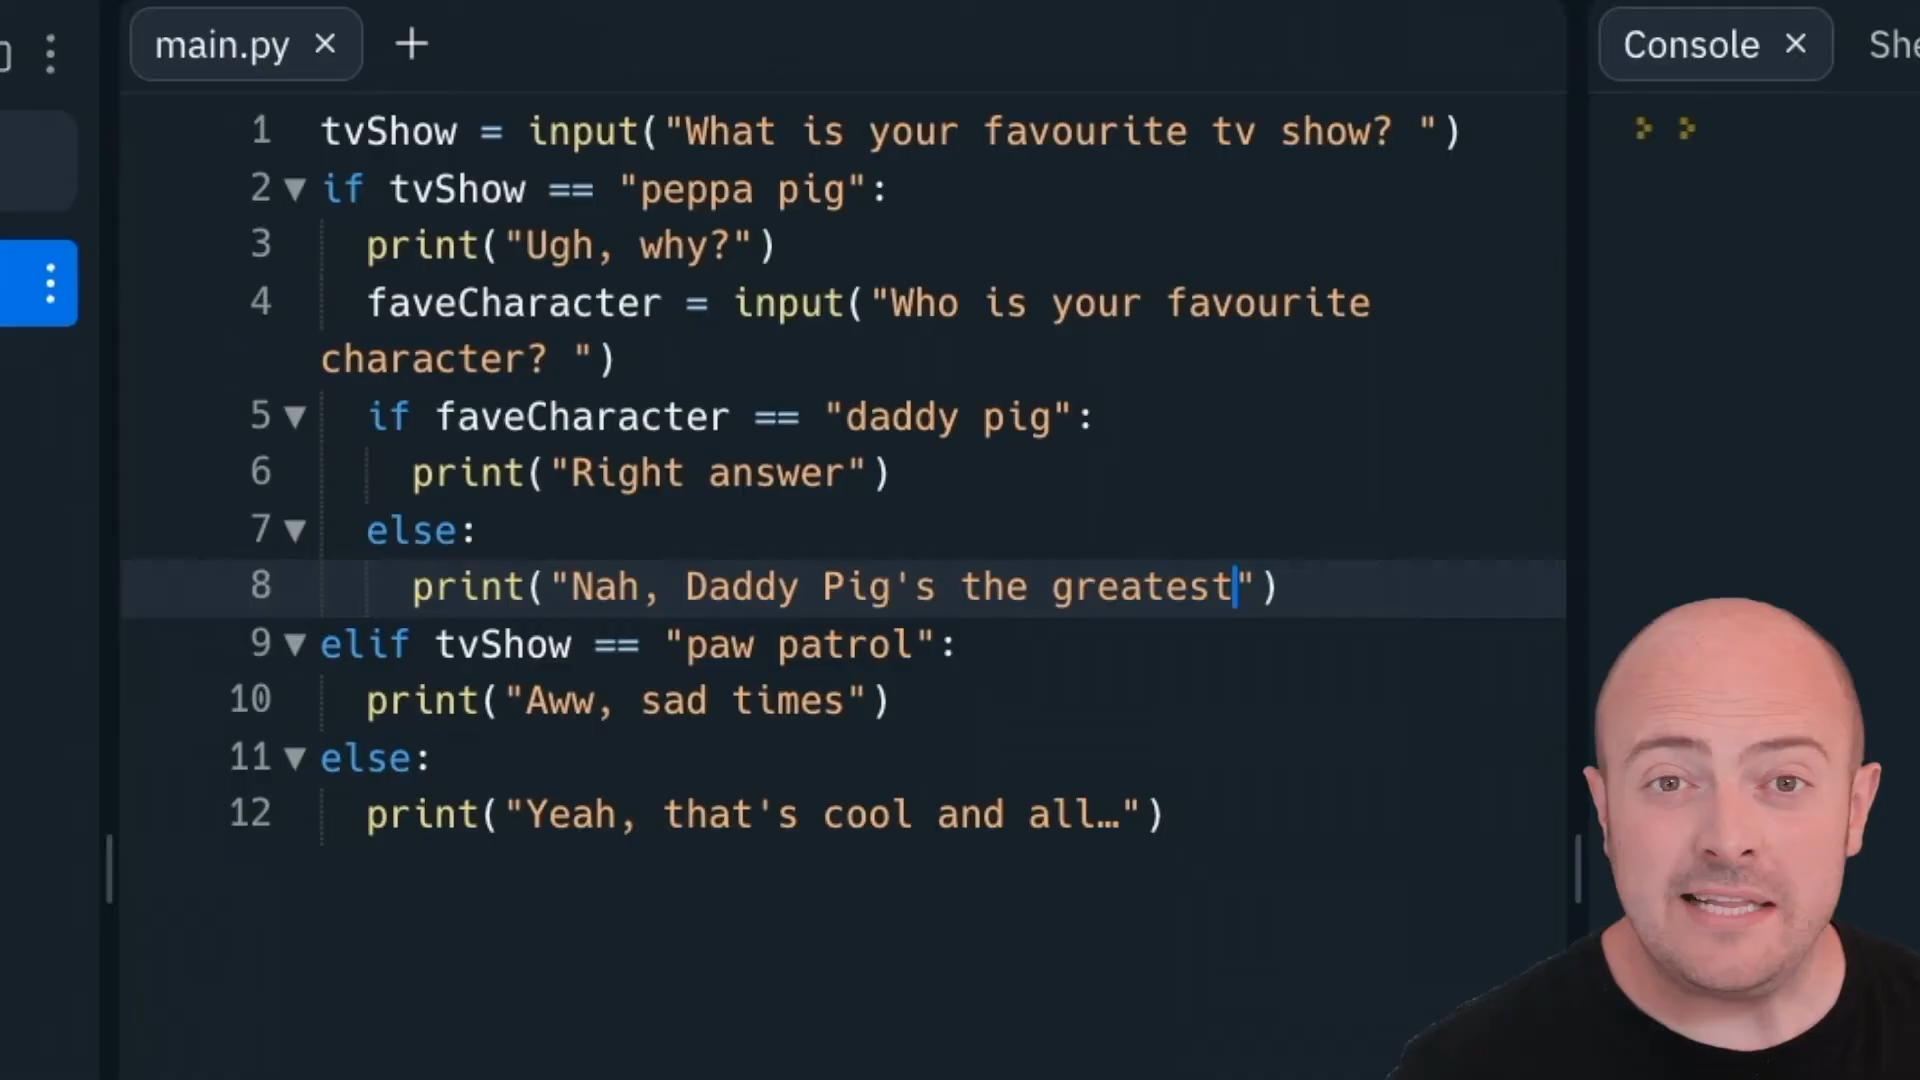 main.py × +
Console × She
1 tvShow = input("What is your favourite tv show? ")
2 if tvShow == "peppa pig":
3 print("Ugh, why?")
4 faveCharacter = input("Who is your favourite
character? ")
5 if faveCharacter == "daddy pig":
6 print("Right answer")
7 else:
8 print("Nah, Daddy Pig's the greatest")
9 elif tvShow == "paw patrol":
10 print("Aww, sad times")
11 else:
12 print("Yeah, that's cool and all…")